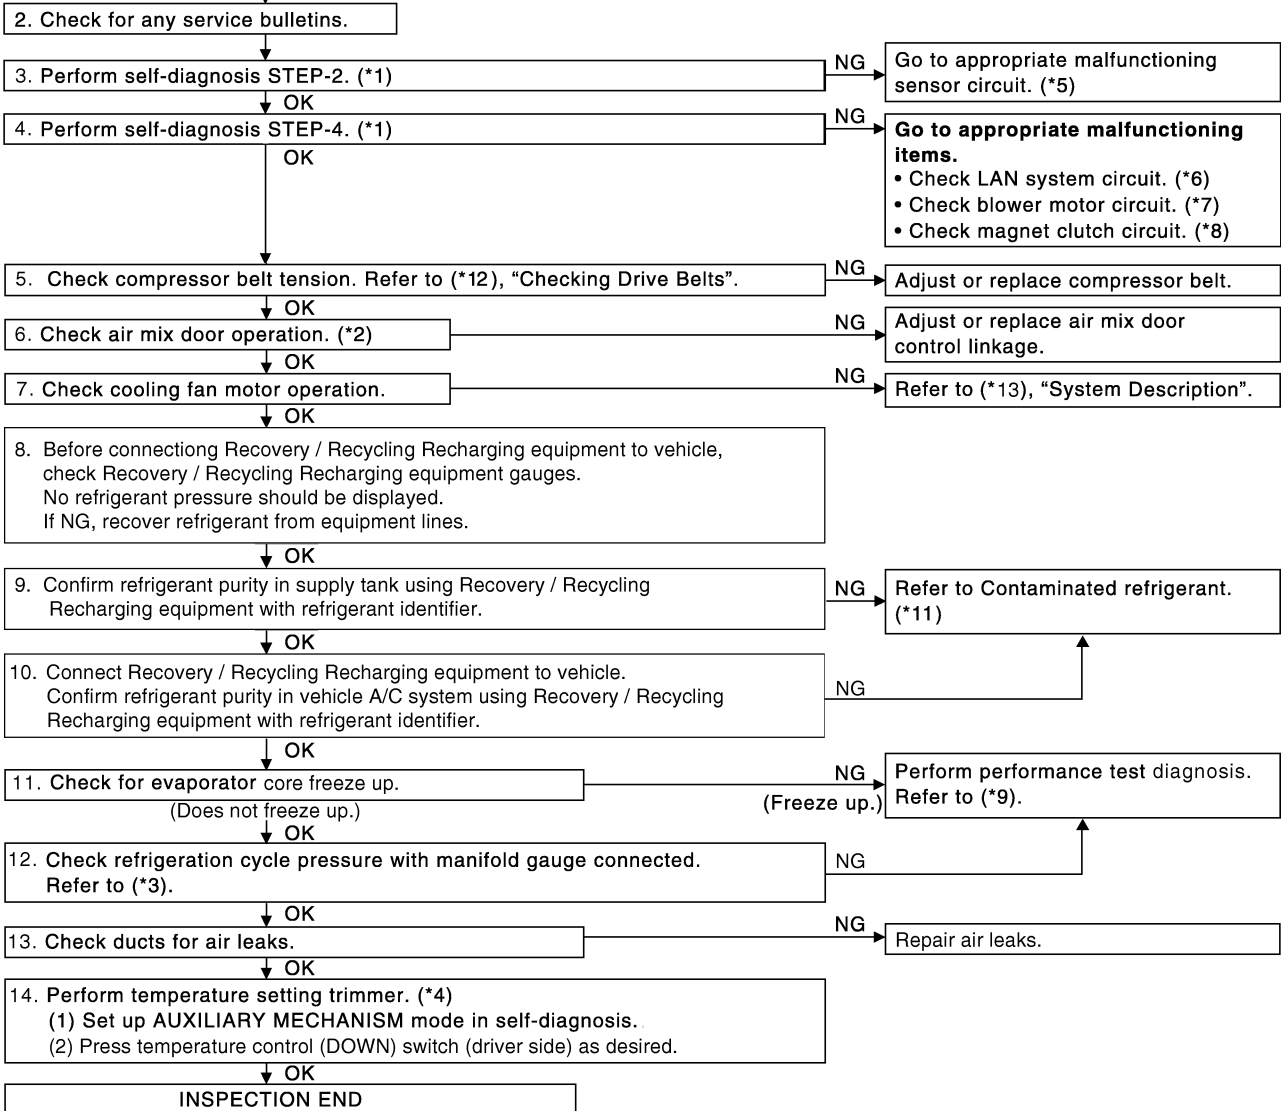 2. Check for any service bulletins.
3. Perform self-diagnosis STEP-2. (*1)
NG
Go to appropriate malfunctioning
sensor circuit. (*5)
OK
4. Perform self-diagnosis STEP-4. (*1)
NG
Go to appropriate malfunctioning
items.
• Check LAN system circuit. (*6)
• Check blower motor circuit. (*7)
• Check magnet clutch circuit. (*8)
OK
5. Check compressor belt tension. Refer to (*12), “Checking Drive Belts”.
NG
Adjust or replace compressor belt.
OK
6. Check air mix door operation. (*2)
NG
Adjust or replace air mix door
control linkage.
OK
7. Check cooling fan motor operation.
NG
Refer to (*13), “System Description”.
OK
8. Before connectiong Recovery / Recycling Recharging equipment to vehicle,
check Recovery / Recycling Recharging equipment gauges.
No refrigerant pressure should be displayed.
If NG, recover refrigerant from equipment lines.
OK
9. Confirm refrigerant purity in supply tank using Recovery / Recycling
Recharging equipment with refrigerant identifier.
NG
Refer to Contaminated refrigerant.
(*11)
OK
10. Connect Recovery / Recycling Recharging equipment to vehicle.
Confirm refrigerant purity in vehicle A/C system using Recovery / Recycling
Recharging equipment with refrigerant identifier.
NG
OK
11. Check for evaporator core freeze up.
NG
(Freeze up.)
Perform performance test diagnosis.
Refer to (*9).
(Does not freeze up.)
OK
12. Check refrigeration cycle pressure with manifold gauge connected.
Refer to (*3).
NG
OK
13. Check ducts for air leaks.
NG
Repair air leaks.
OK
14. Perform temperature setting trimmer. (*4)
(1) Set up AUXILIARY MECHANISM mode in self-diagnosis.
(2) Press temperature control (DOWN) switch (driver side) as desired.
OK
INSPECTION END